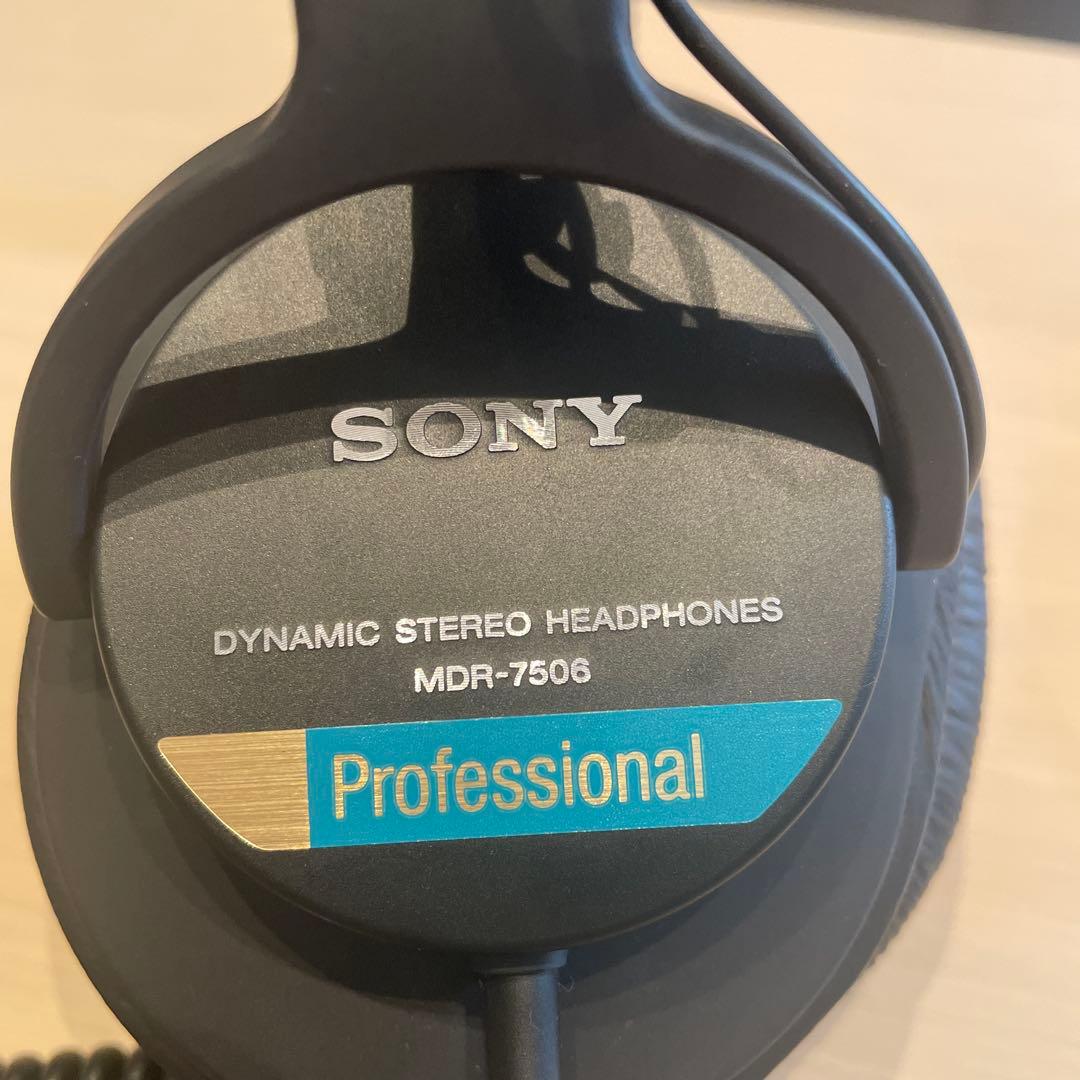 SONY
DYNAMIC STEREO HEADPHONES
MDR-7506
Professional